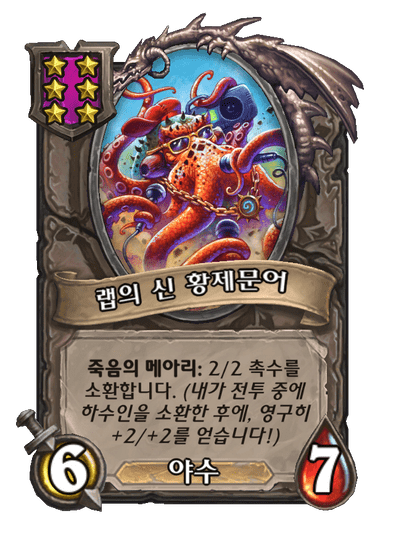 랩의 신 황제문어
죽음의 메아리: 2/2 촉수를
소환합니다. (내가 전투 중에
하수인을 소환한 후에, 영구히
+2/+2를 얻습니다!)
6
야수
7